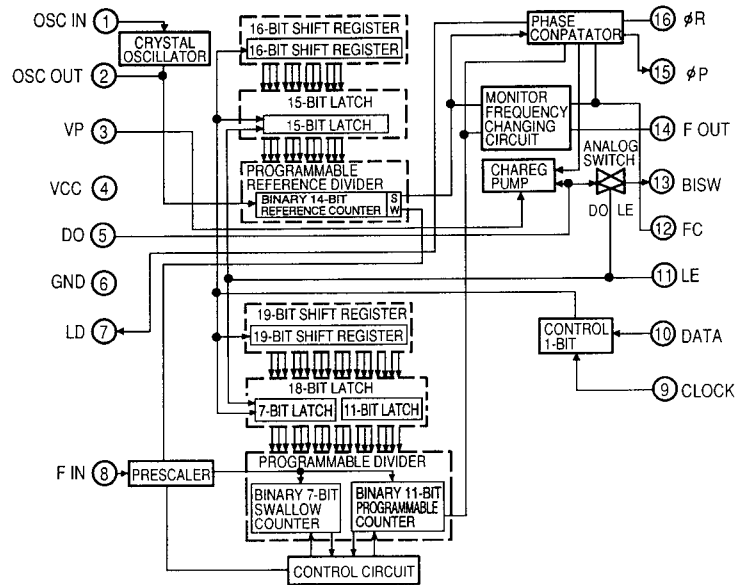 OSC IN 1
CRYSTAL
OSCILLATOR
OSC OUT 2
VP 3
VCC 4
DO 5
GND 6
LD 7
F IN 8
PRESCALER
16-BIT SHIFT REGISTER
16-BIT SHIFT REGISTER
15-BIT LATCH
15-BIT LATCH
PROGRAMMABLE
REFERENCE DIVIDER
BINARY 14-BIT
REFERENCE COUNTER
S
W
19-BIT SHIFT REGISTER
19-BIT SHIFT REGISTER
18-BIT LATCH
7-BIT LATCH
11-BIT LATCH
PROGRAMMABLE DIVIDER
BINARY 7-BIT
SWALLOW
COUNTER
BINARY 11-BIT
PROGRAMMABLE
COUNTER
CONTROL CIRCUIT
PHASE
CONPATATOR
MONITOR
FREQUENCY
CHANGING
CIRCUIT
CHAREG
PUMP
ANALOG
SWITCH
DO LE
CONTROL
1-BIT
16 øR
15 øP
14 F OUT
13 BISW
12 FC
11 LE
10 DATA
9 CLOCK